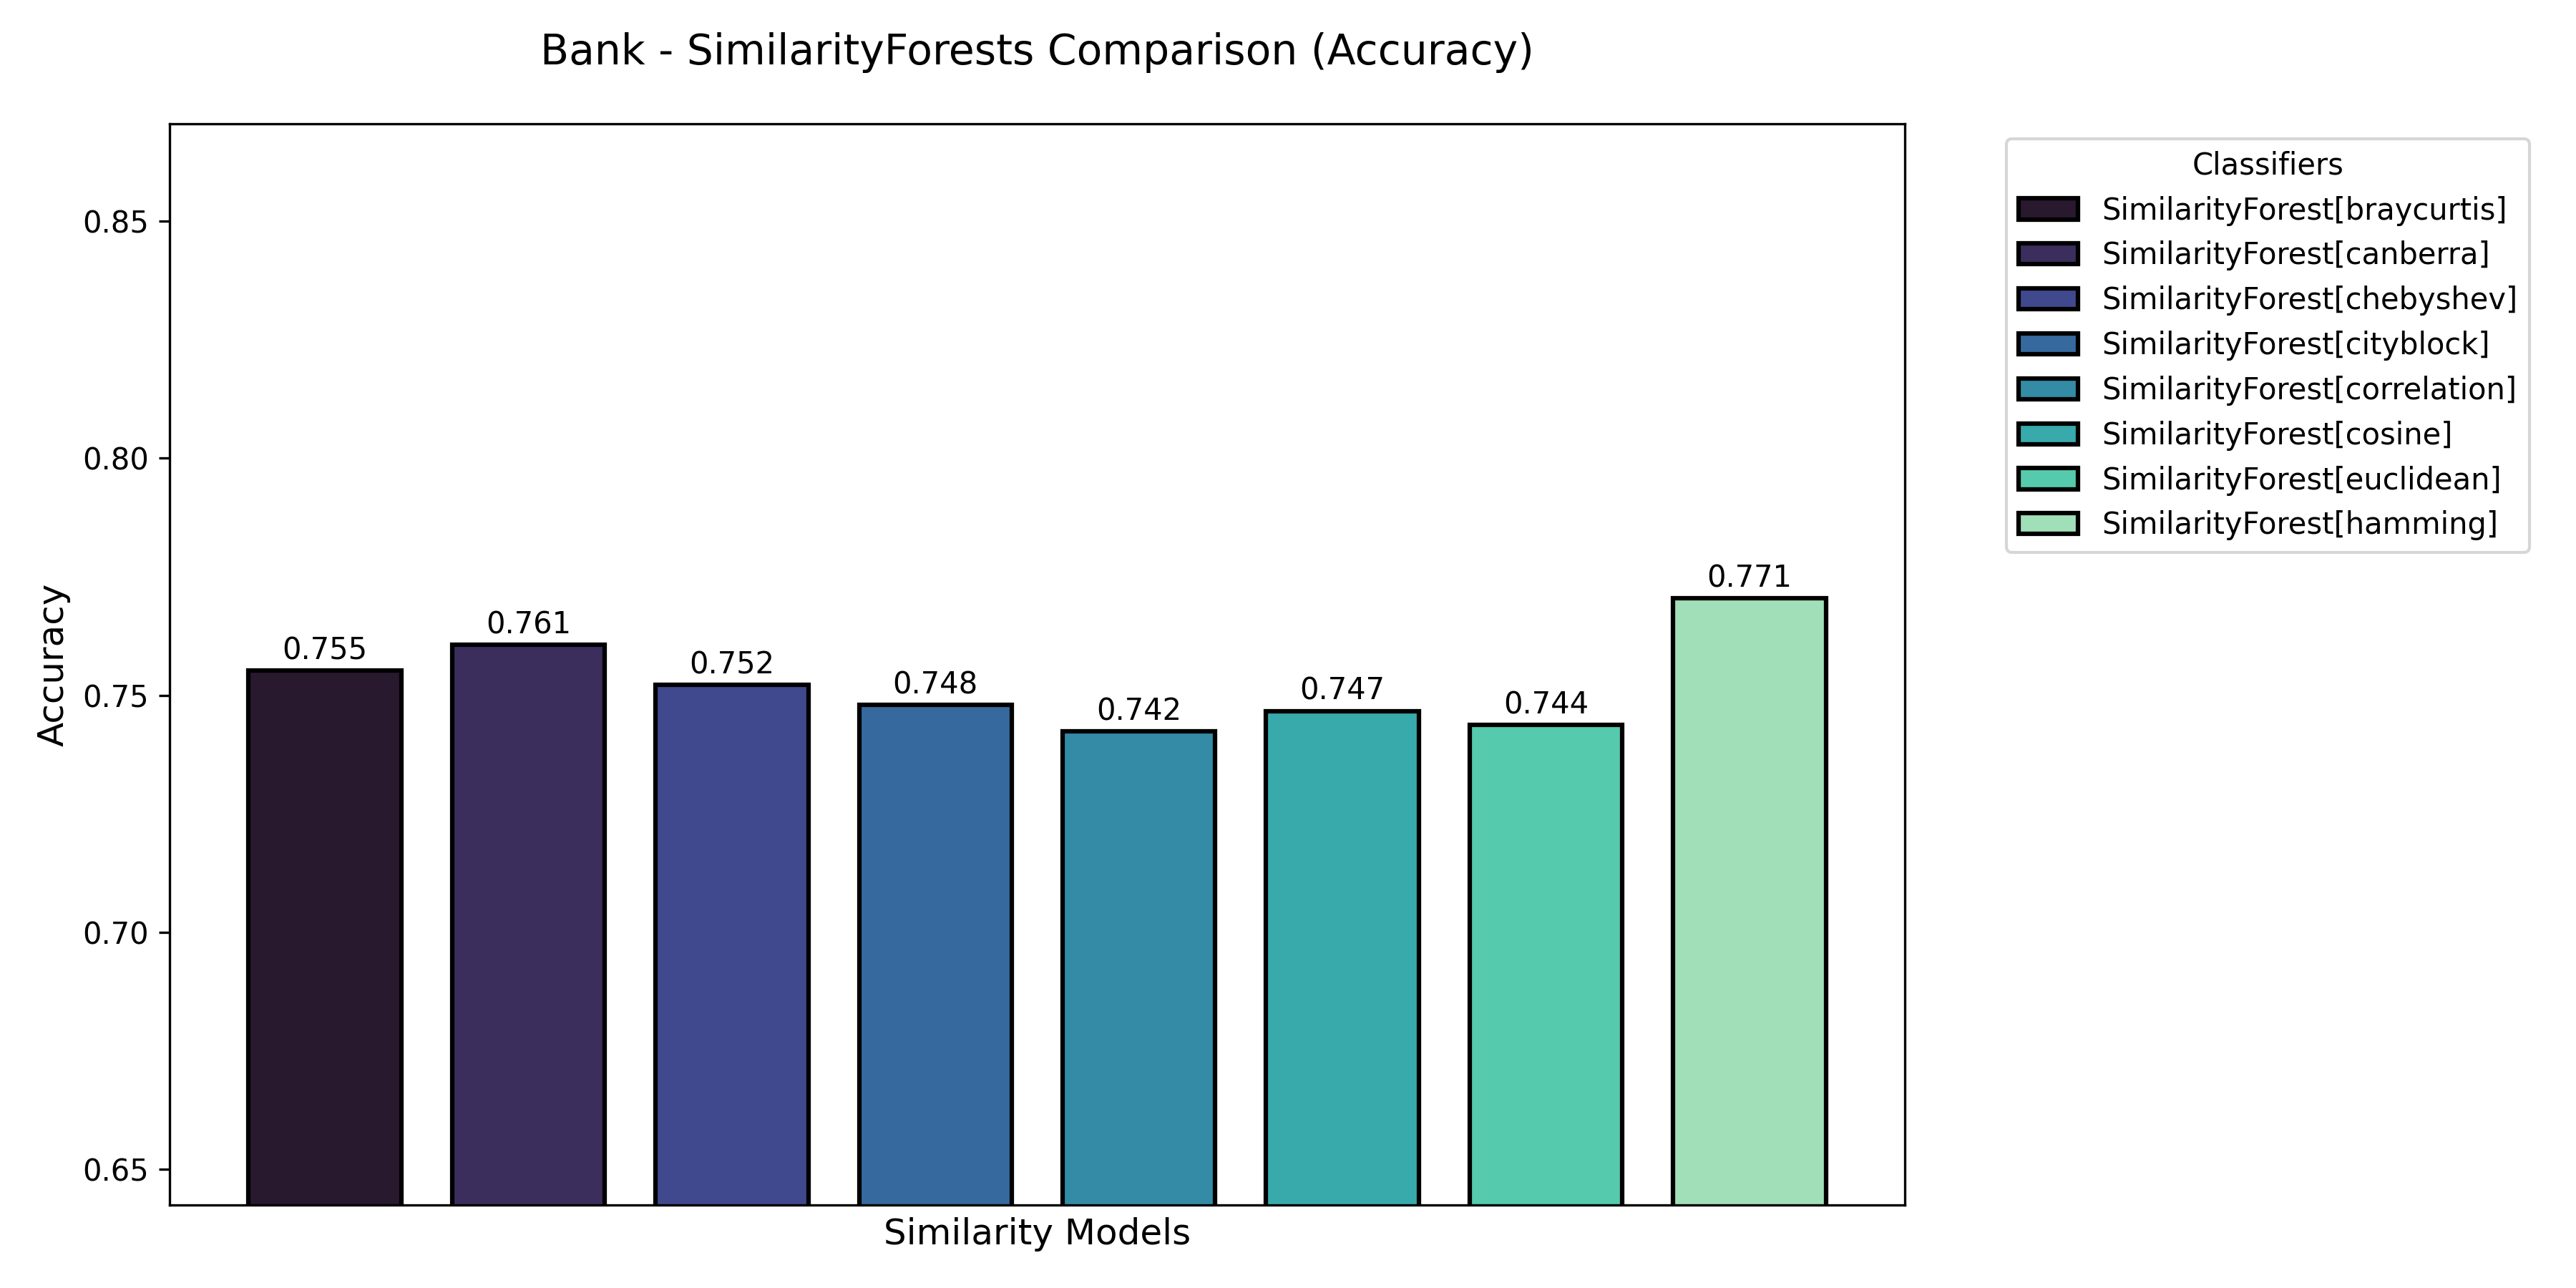 Bank - SimilarityForests Comparison (Accuracy)
Accuracy
0.85
0.80
0.75
0.70
0.65
0.755
0.761
0.752
0.748
0.742
0.747
0.744
0.771
Similarity Models
Classifiers
SimilarityForest[braycurtis]
SimilarityForest[canberra]
SimilarityForest[chebyshev]
SimilarityForest[cityblock]
SimilarityForest[correlation]
SimilarityForest[cosine]
SimilarityForest[euclidean]
SimilarityForest[hamming]